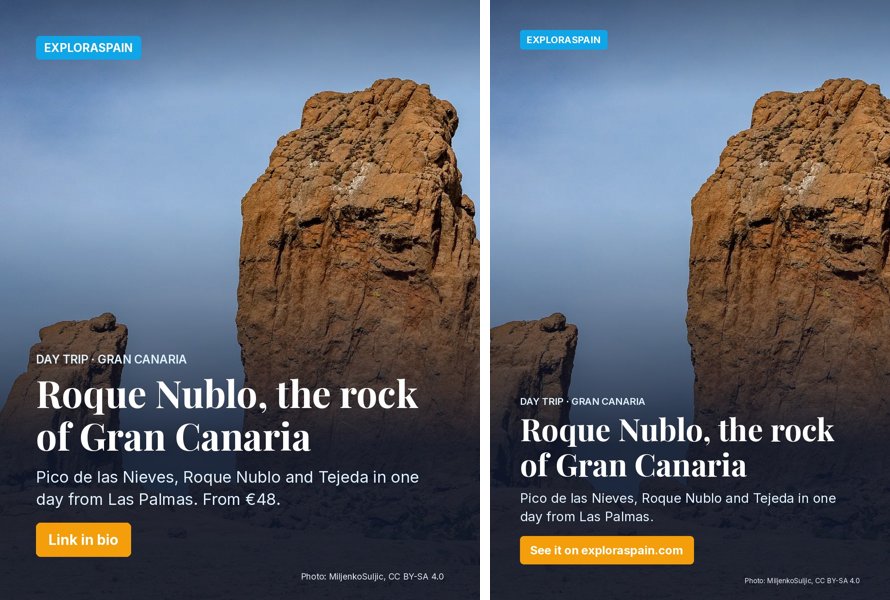 EXPLORASPAIN
DAY TRIP · GRAN CANARIA
Roque Nublo, the rock
of Gran Canaria
Pico de las Nieves, Roque Nublo and Tejeda in one
day from Las Palmas. From €48.
Link in bio
Photo: MiljenkoSuljic, CC BY-SA 4.0
EXPLORASPAIN
DAY TRIP · GRAN CANARIA
Roque Nublo, the rock
of Gran Canaria
Pico de las Nieves, Roque Nublo and Tejeda in one
day from Las Palmas.
See it on exploraspain.com
Photo: MiljenkoSuljic, CC BY-SA 4.0